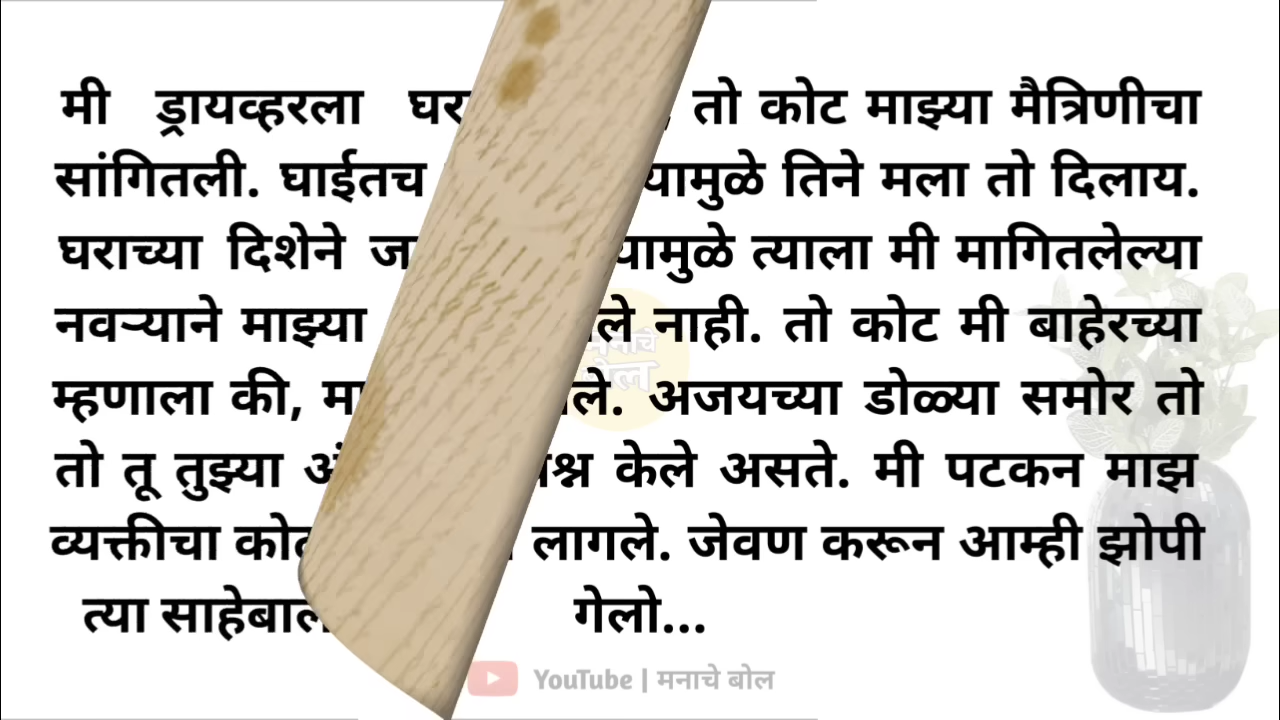 मी ड्रायव्हरला तो कोट माझ्या मैत्रिणीचा
सांगितली. घाईतच तिने मला तो दिलाय.
घराच्या दिशेने त्याला मी मागितलेल्या
नवऱ्याने माझ्या नाही. तो कोट मी बाहेरच्या
म्हणाला की, अजयच्या डोळ्या समोर तो
तो तू तुझ्या केले असते. मी पटकन माझ
व्यक्तीचा लागले. जेवण करून आम्ही झोपी
त्या गेलो...
मनाचे
बोल
YouTube | मनाचे बोल